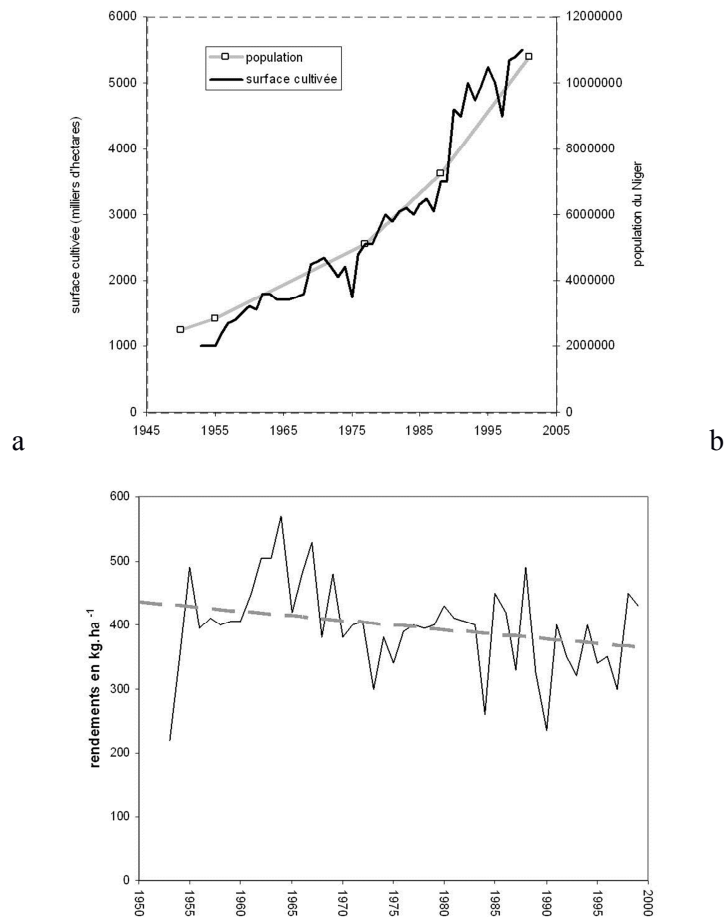 6000
5000
4000
3000
2000
1000
0
surface cultivée (milliers d'hectares)
population
surface cultivée
12000000
10000000
8000000
6000000
4000000
2000000
0
population du Niger
1945 1955 1965 1975 1985 1995 2005
a
b
600
500
400
300
200
100
0
rendements en kg.ha -1
1950 1955 1960 1965 1970 1975 1980 1985 1990 1995 2000